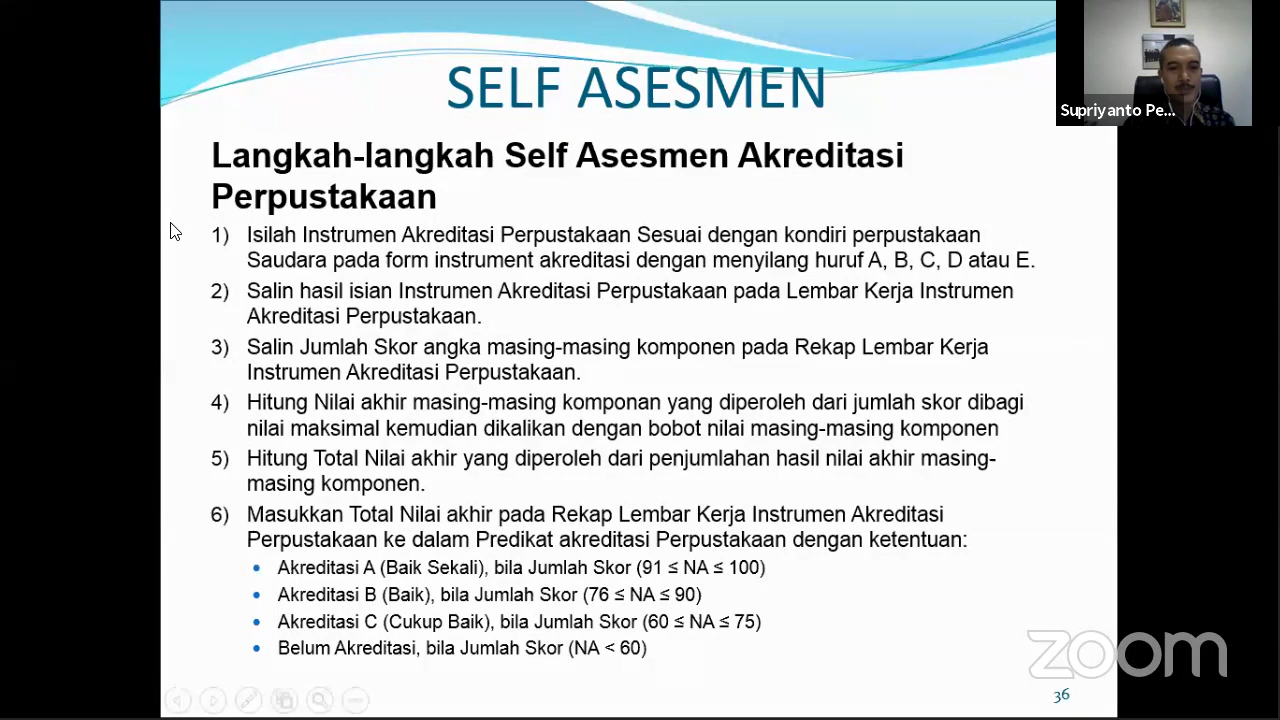 SELF ASESMEN
Supriyanto Pe...
Langkah-langkah Self Asesmen Akreditasi
Perpustakaan
1) Isilah Instrumen Akreditasi Perpustakaan Sesuai dengan kondiri perpustakaan
Saudara pada form instrument akreditasi dengan menyilang huruf A, B, C, D atau E.
2) Salin hasil isian Instrumen Akreditasi Perpustakaan pada Lembar Kerja Instrumen
Akreditasi Perpustakaan.
3) Salin Jumlah Skor angka masing-masing komponen pada Rekap Lembar Kerja
Instrumen Akreditasi Perpustakaan.
4) Hitung Nilai akhir masing-masing komponan yang diperoleh dari jumlah skor dibagi
nilai maksimal kemudian dikalikan dengan bobot nilai masing-masing komponen
5) Hitung Total Nilai akhir yang diperoleh dari penjumlahan hasil nilai akhir masing-
masing komponen.
6) Masukkan Total Nilai akhir pada Rekap Lembar Kerja Instrumen Akreditasi
Perpustakaan ke dalam Predikat akreditasi Perpustakaan dengan ketentuan:
• Akreditasi A (Baik Sekali), bila Jumlah Skor (91 ≤ NA ≤ 100)
• Akreditasi B (Baik), bila Jumlah Skor (76 ≤ NA ≤ 90)
• Akreditasi C (Cukup Baik), bila Jumlah Skor (60 ≤ NA ≤ 75)
• Belum Akreditasi, bila Jumlah Skor (NA < 60)
zoom
36